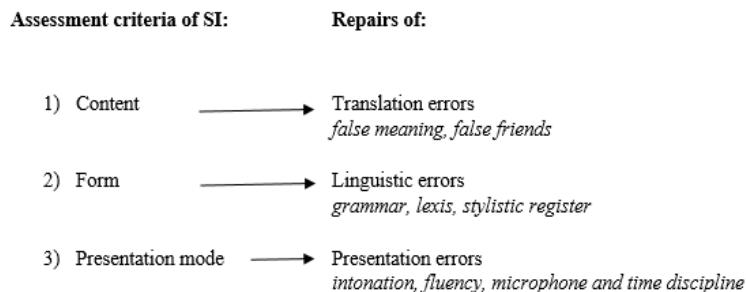 Assessment criteria of SI: Repairs of:
1) Content Translation errors
false meaning, false friends
2) Form Linguistic errors
grammar, lexis, stylistic register
3) Presentation mode Presentation errors
intonation, fluency, microphone and time discipline